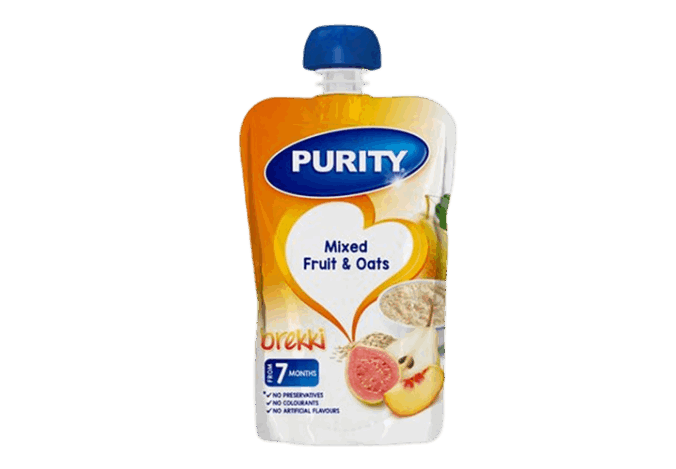 PURITY
Mixed
Fruit & Oats
brekki
FROM 7 MONTHS
*✓ NO PRESERVATIVES
✓ NO COLOURANTS
✓ NO ARTIFICIAL FLAVOURS